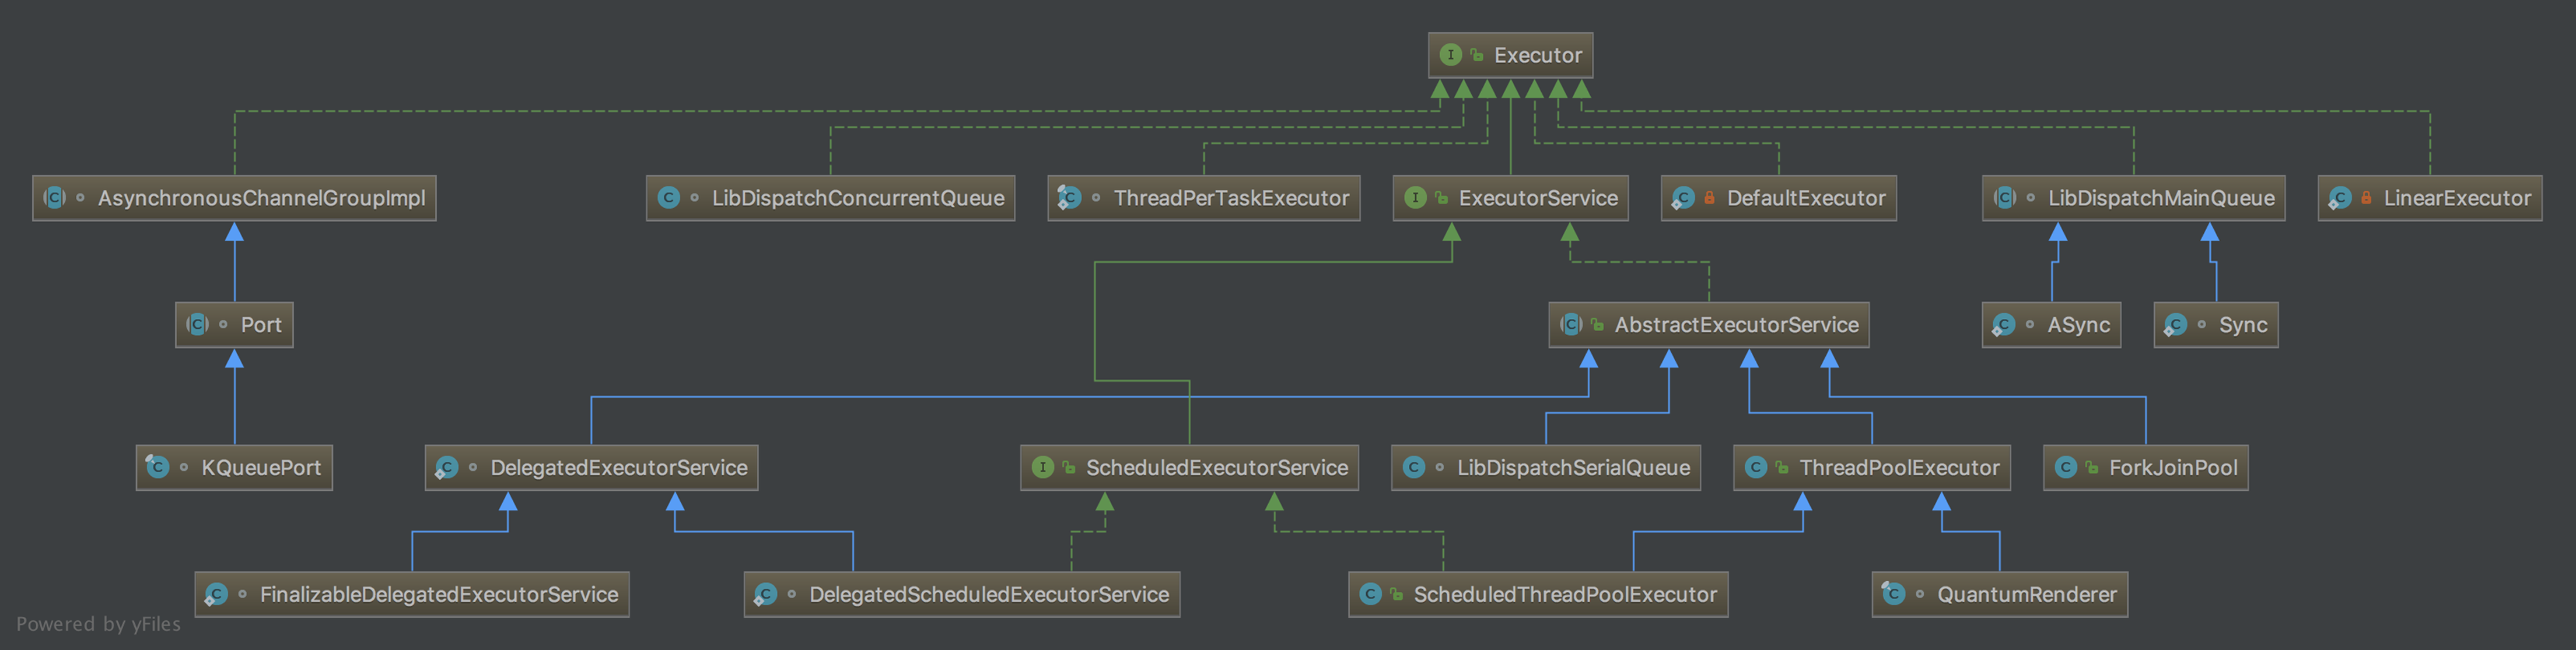 Executor
AsynchronousChannelGroupImpl
LibDispatchConcurrentQueue
ThreadPerTaskExecutor
ExecutorService
DefaultExecutor
LibDispatchMainQueue
LinearExecutor
Port
AbstractExecutorService
ASync
Sync
KQueuePort
DelegatedExecutorService
ScheduledExecutorService
LibDispatchSerialQueue
ThreadPoolExecutor
ForkJoinPool
FinalizableDelegatedExecutorService
DelegatedScheduledExecutorService
ScheduledThreadPoolExecutor
QuantumRenderer
Powered by yFiles